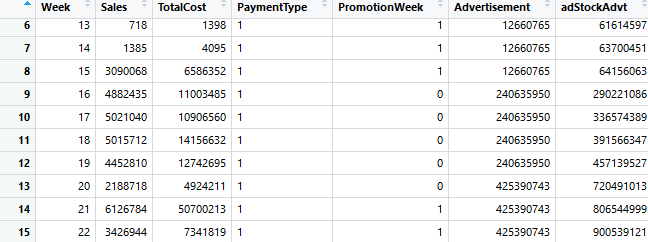 Week Sales TotalCost PaymentType PromotionWeek Advertisement adStockAdvt
6 13 718 1398 1 1 12660765 61614597
7 14 1385 4095 1 1 12660765 63700451
8 15 3090068 6586352 1 1 12660765 64156063
9 16 4882435 11003485 1 0 240635950 290221086
10 17 5021040 10906560 1 0 240635950 336574389
11 18 5015712 14156632 1 0 240635950 391566347
12 19 4452810 12742695 1 0 240635950 457139527
13 20 2188718 4924211 1 0 425390743 720491013
14 21 6126784 50700213 1 1 425390743 806544999
15 22 3426944 7341819 1 1 425390743 900539121